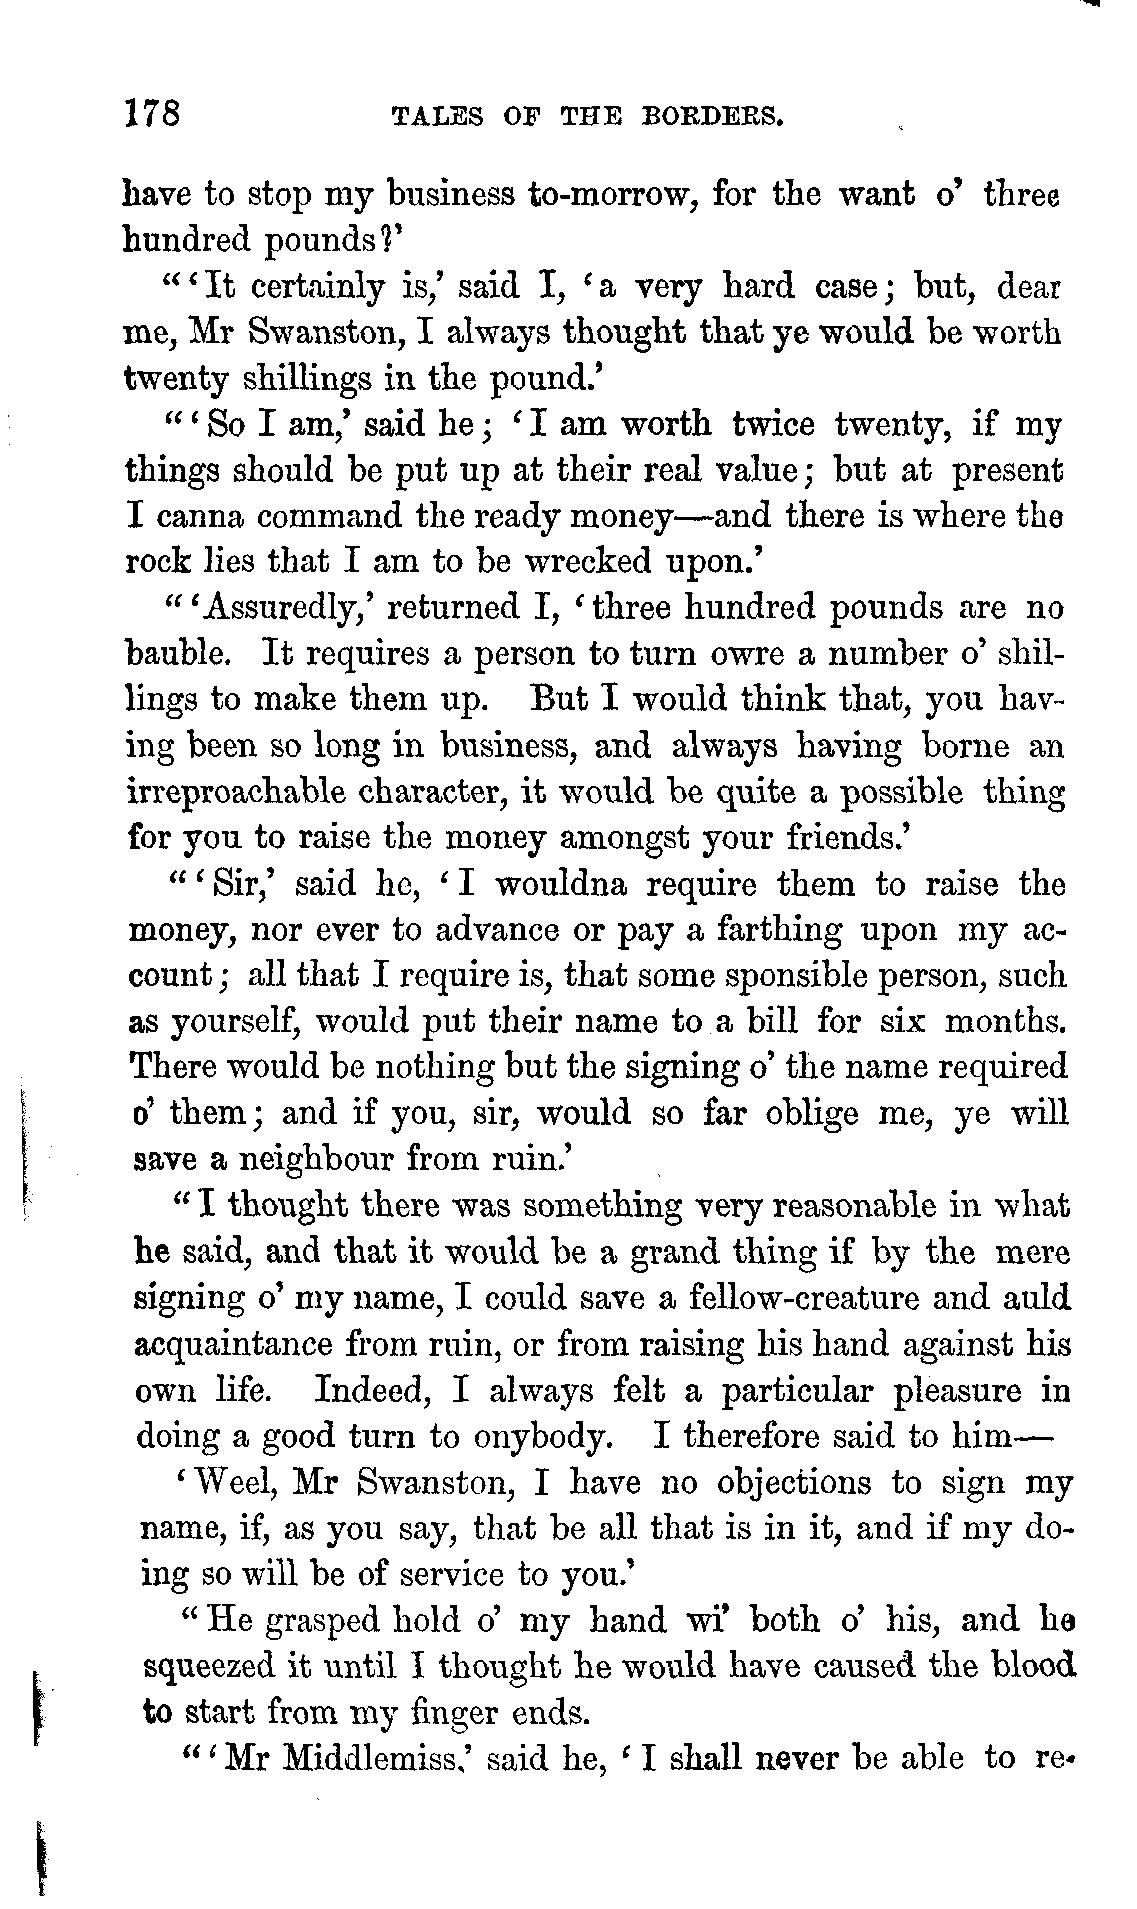 178 TALES OF THE BORDERS.
have to stop my business to-morrow, for the want o' three
hundred pounds?'
"'It certainly is,' said I, 'a very hard case; but, dear
me, Mr Swanston, I always thought that ye would be worth
twenty shillings in the pound.'
"'So I am,' said he; 'I am worth twice twenty, if my
things should be put up at their real value; but at present
I canna command the ready money—and there is where the
rock lies that I am to be wrecked upon.'
"'Assuredly,' returned I, 'three hundred pounds are no
bauble. It requires a person to turn owre a number o' shil-
lings to make them up. But I would think that, you hav-
ing been so long in business, and always having borne an
irreproachable character, it would be quite a possible thing
for you to raise the money amongst your friends.'
"'Sir,' said he, 'I wouldna require them to raise the
money, nor ever to advance or pay a farthing upon my ac-
count; all that I require is, that some sponsible person, such
as yourself, would put their name to a bill for six months.
There would be nothing but the signing o' the name required
o' them; and if you, sir, would so far oblige me, ye will
save a neighbour from ruin.'
"I thought there was something very reasonable in what
he said, and that it would be a grand thing if by the mere
signing o' my name, I could save a fellow-creature and auld
acquaintance from ruin, or from raising his hand against his
own life. Indeed, I always felt a particular pleasure in
doing a good turn to onybody. I therefore said to him—
'Weel, Mr Swanston, I have no objections to sign my
name, if, as you say, that be all that is in it, and if my do-
ing so will be of service to you.'
"He grasped hold o' my hand wi' both o' his, and he
squeezed it until I thought he would have caused the blood
to start from my finger ends.
"'Mr Middlemiss,' said he, 'I shall never be able to re-